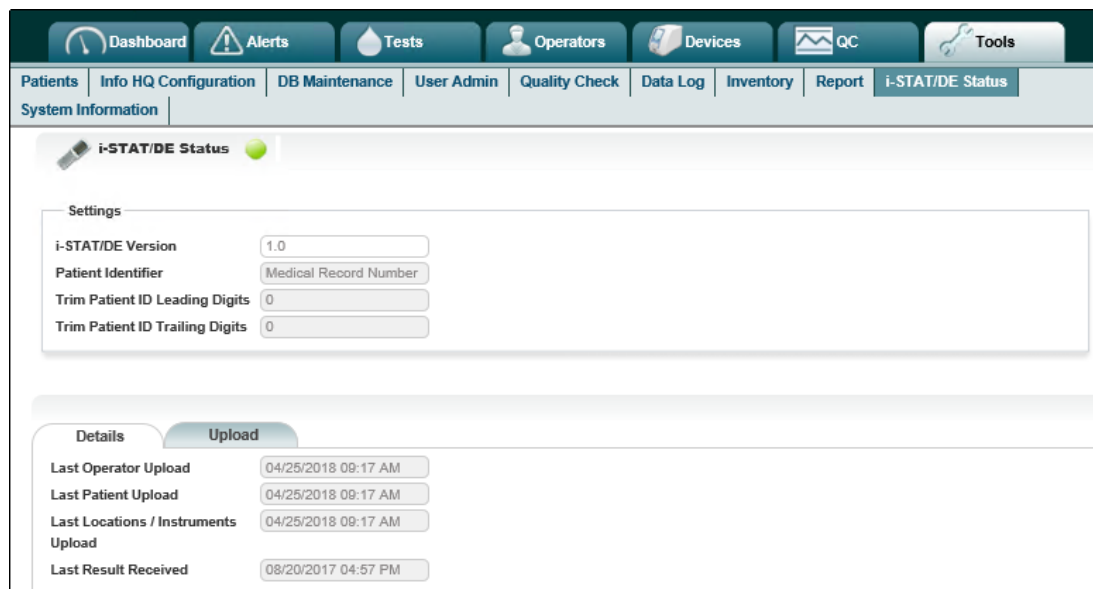 Dashboard Alerts Tests Operators Devices QC Tools
Patients Info HQ Configuration DB Maintenance User Admin Quality Check Data Log Inventory Report i-STAT/DE Status
System Information
i-STAT/DE Status
Settings
i-STAT/DE Version 1.0
Patient Identifier Medical Record Number
Trim Patient ID Leading Digits 0
Trim Patient ID Trailing Digits 0
Details Upload
Last Operator Upload 04/25/2018 09:17 AM
Last Patient Upload 04/25/2018 09:17 AM
Last Locations / Instruments 04/25/2018 09:17 AM
Upload
Last Result Received 08/20/2017 04:57 PM